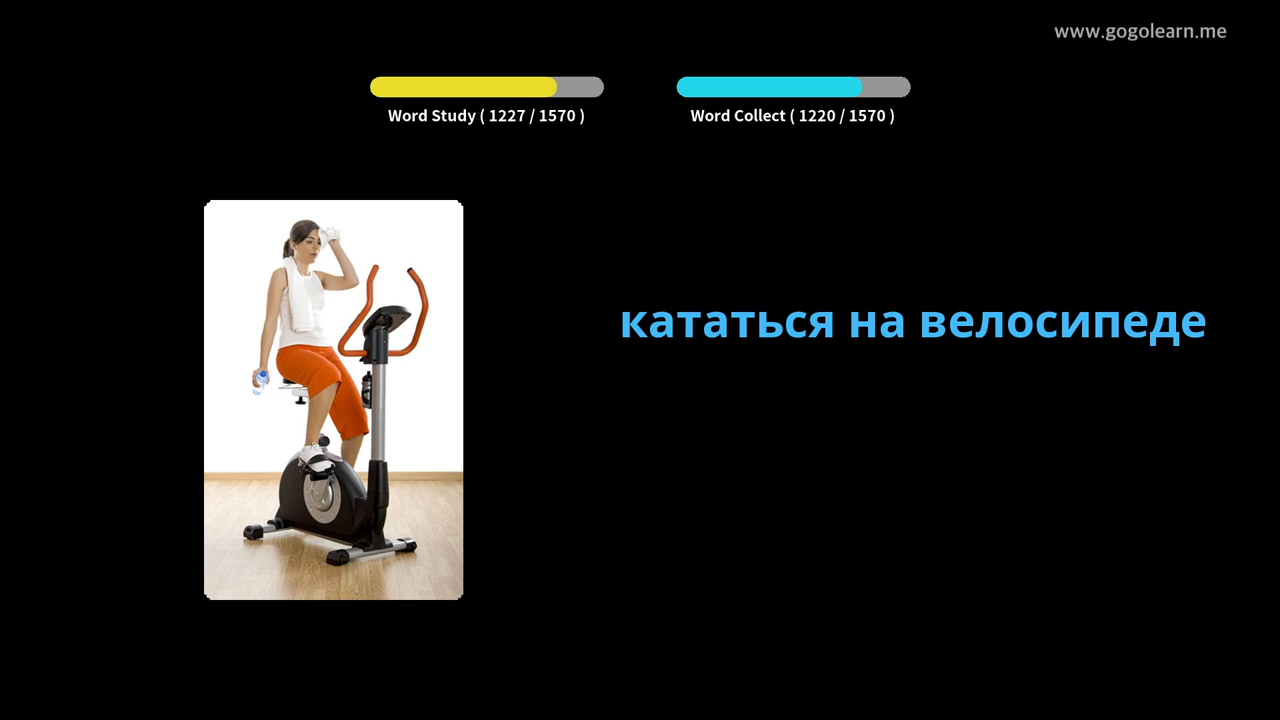 www.gogolearn.me
Word Study ( 1227 / 1570 )
Word Collect ( 1220 / 1570 )
кататься на велосипеде